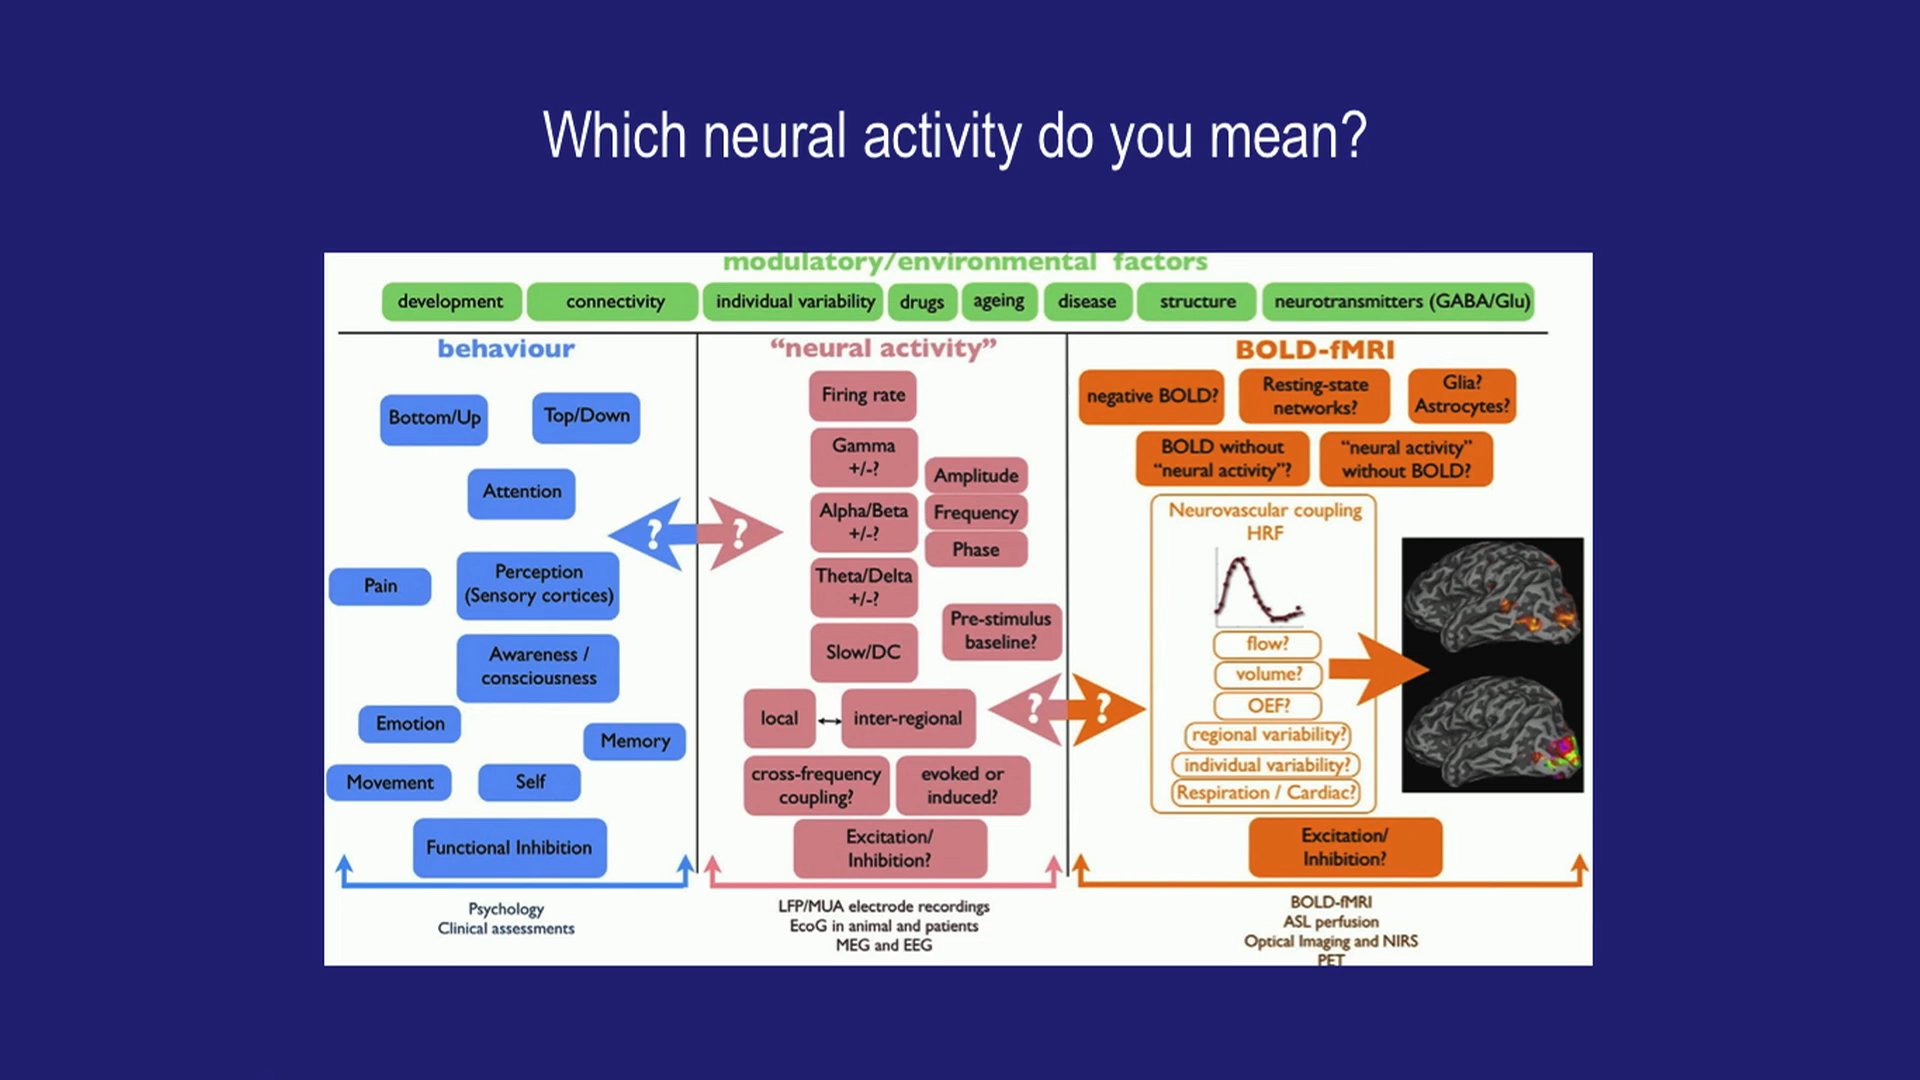 Which neural activity do you mean?
modulatory/environmental factors
development
connectivity
individual variability
drugs
ageing
disease
structure
neurotransmitters (GABA/Glu)
behaviour
Bottom/Up
Top/Down
Attention
?
Pain
Perception
(Sensory cortices)
Awareness /
consciousness
Emotion
Memory
Movement
Self
Functional Inhibition
Psychology
Clinical assessments
“neural activity”
Firing rate
Gamma
+/-?
Amplitude
Alpha/Beta
+/-?
Frequency
Phase
?
Theta/Delta
+/-?
Pre-stimulus
baseline?
Slow/DC
local
inter-regional
?
cross-frequency
coupling?
evoked or
induced?
Excitation/
Inhibition?
LFP/MUA electrode recordings
EcoG in animal and patients
MEG and EEG
BOLD-fMRI
negative BOLD?
Resting-state
networks?
Glia?
Astrocytes?
BOLD without
“neural activity”?
“neural activity”
without BOLD?
Neurovascular coupling
HRF
flow?
volume?
OEF?
?
regional variability?
individual variability?
Respiration / Cardiac?
Excitation/
Inhibition?
BOLD-fMRI
ASL perfusion
Optical Imaging and NIRS
PET